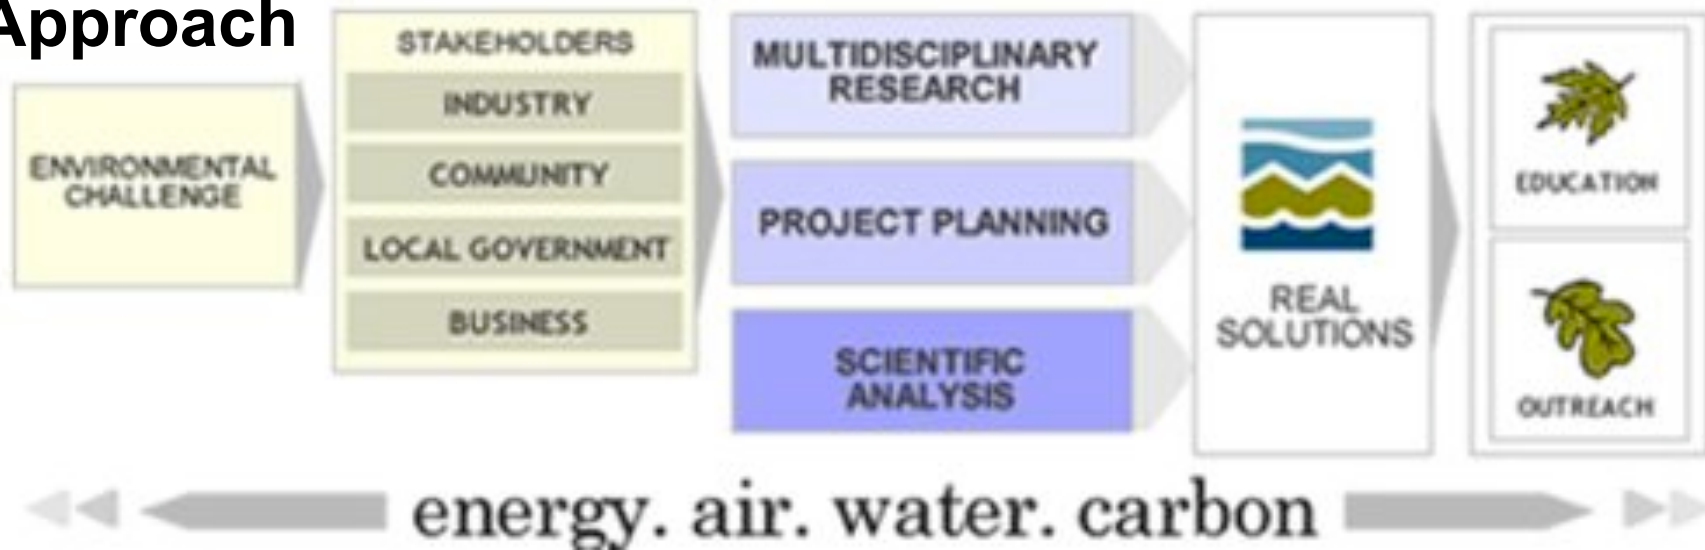 Approach
ENVIRONMENTAL
CHALLENGE
STAKEHOLDERS
INDUSTRY
COMMUNITY
LOCAL GOVERNMENT
BUSINESS
MULTIDISCIPLINARY
RESEARCH
PROJECT PLANNING
SCIENTIFIC
ANALYSIS
REAL
SOLUTIONS
EDUCATION
OUTREACH
energy. air. water. carbon